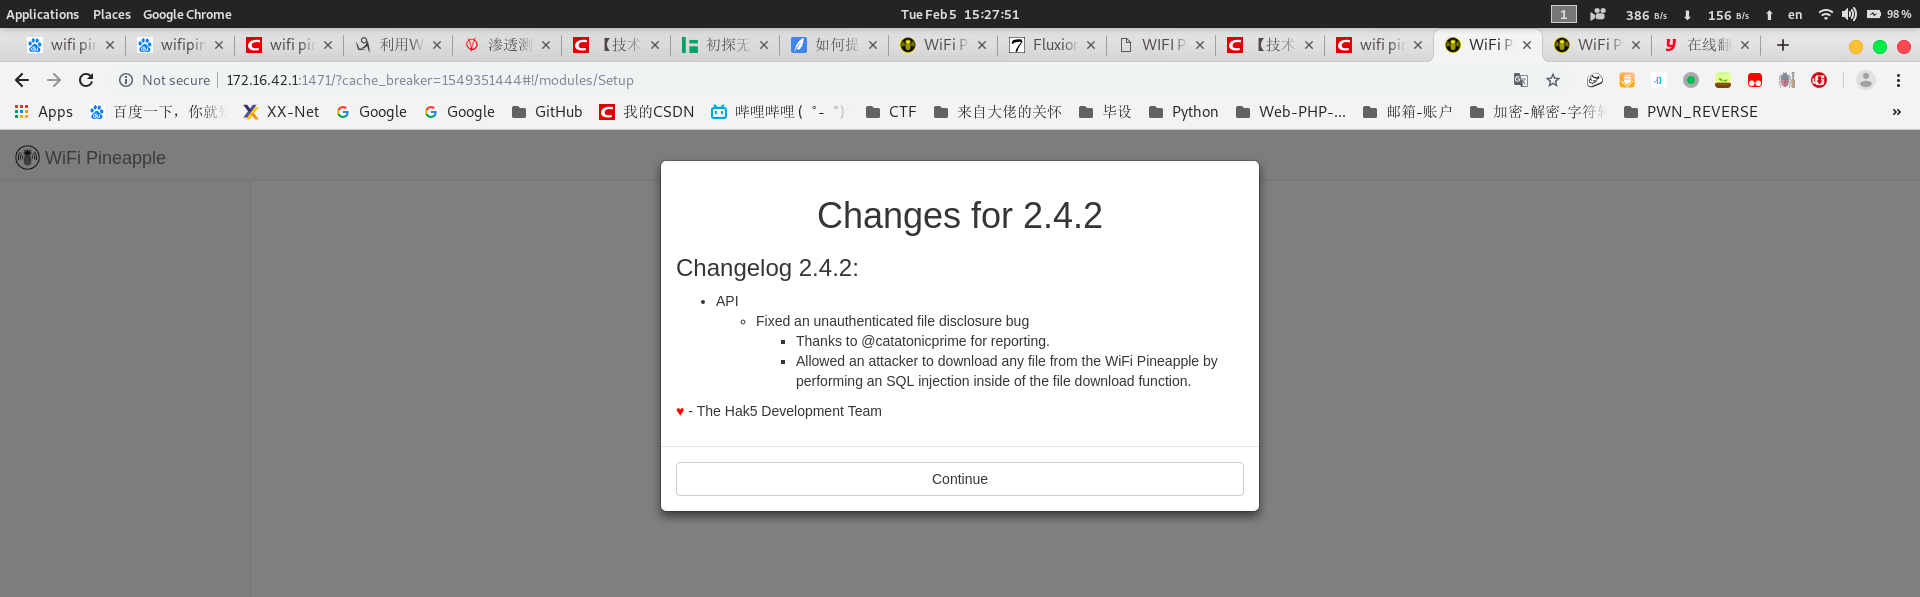 Applications Places Google Chrome Tue Feb 5 15:27:51 1 386 B/s 156 B/s en 98 %
wifi pin wifipin wifi pin 利用W 渗透测 【技术 初探无 如何提 WiFi P Fluxion WIFI P 【技术 wifi pin WiFi P WiFi P 在线翻
Not secure 172.16.42.1:1471/?cache_breaker=1549351444#!/modules/Setup
Apps 百度一下，你就知 XX-Net Google Google GitHub 我的CSDN 哔哩哔哩 ( ゜- ゜) CTF 来自大佬的关怀 毕设 Python Web-PHP-... 邮箱-账户 加密-解密-字符转 PWN_REVERSE »
WiFi Pineapple
Changes for 2.4.2
Changelog 2.4.2:
API
Fixed an unauthenticated file disclosure bug
Thanks to @catatonicprime for reporting.
Allowed an attacker to download any file from the WiFi Pineapple by
performing an SQL injection inside of the file download function.
♥ - The Hak5 Development Team
Continue